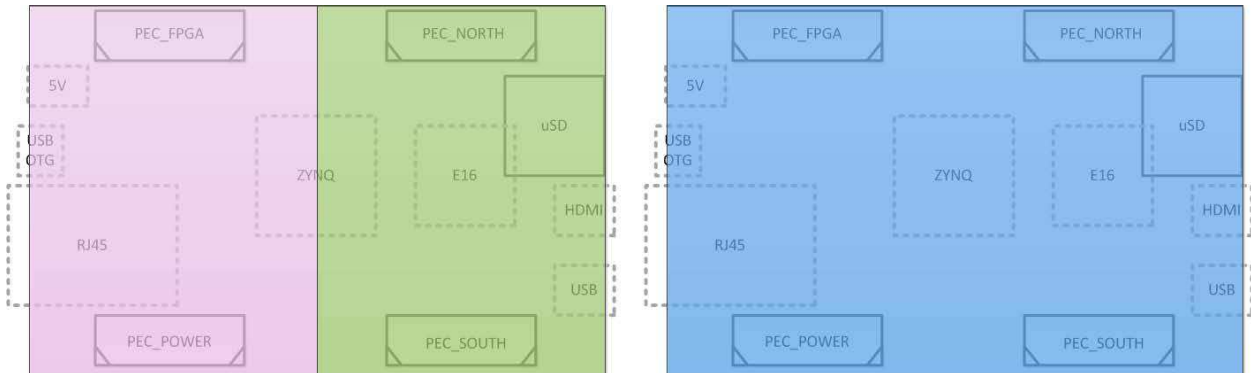 PEC_FPGA
PEC_NORTH
5V
uSD
USB
OTG
ZYNQ
E16
HDMI
RJ45
USB
PEC_POWER
PEC_SOUTH
PEC_FPGA
PEC_NORTH
5V
uSD
USB
OTG
ZYNQ
E16
HDMI
RJ45
USB
PEC_POWER
PEC_SOUTH